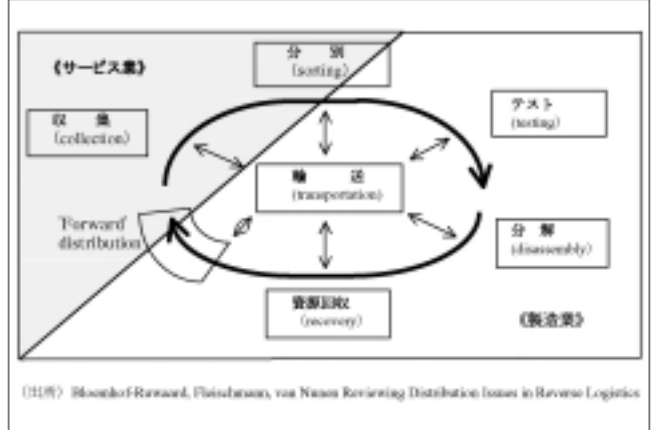 《サービス業》
分 別
(sorting)
収 集
(collection)
テスト
(testing)
輸 送
(transportation)
Forward
distribution
分 解
(disassembly)
資源回収
(recovery)
《製造業》
(出所) Bloemhof-Ruwaard, Fleischmann, van Nunen Reviewing Distribution Issues in Reverse Logistics